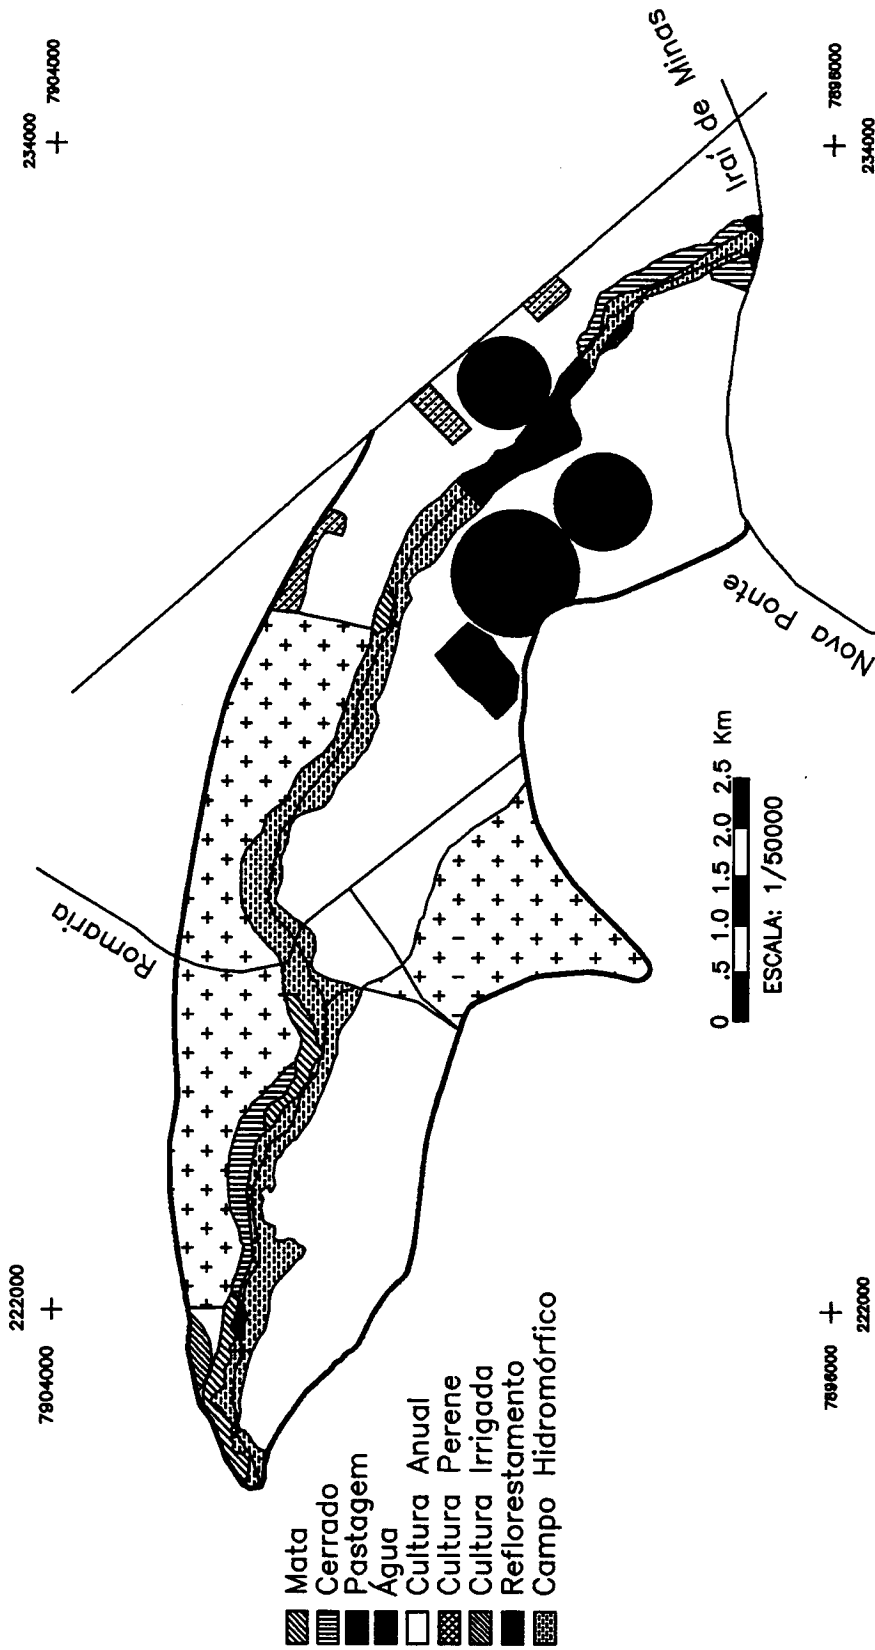 222000
7904000
234000
7904000
Romaria
Iraí de Minas
Nova Ponte
Mata
Cerrado
Pastagem
Água
Cultura Anual
Cultura Perene
Cultura Irrigada
Reflorestamento
Campo Hidromórfico
0 .5 1.0 1.5 2.0 2.5 Km
ESCALA: 1/50000
7896000
222000
7896000
234000